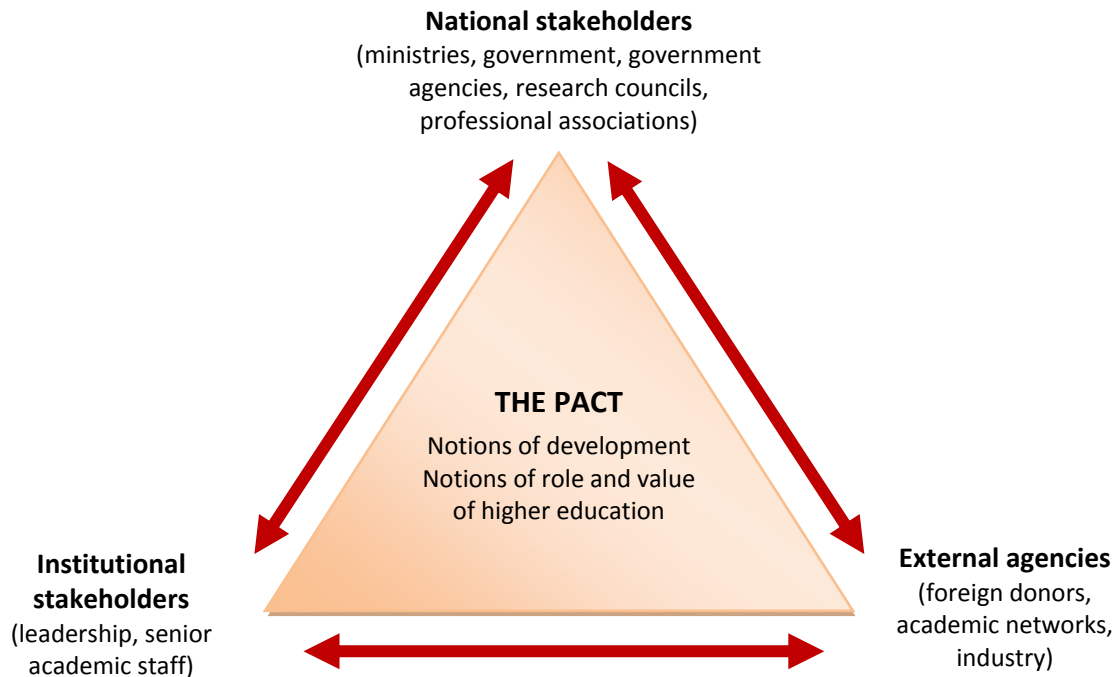 National stakeholders
(ministries, government, government
agencies, research councils,
professional associations)
THE PACT
Notions of development
Notions of role and value
of higher education
Institutional
stakeholders
(leadership, senior
academic staff)
External agencies
(foreign donors,
academic networks,
industry)